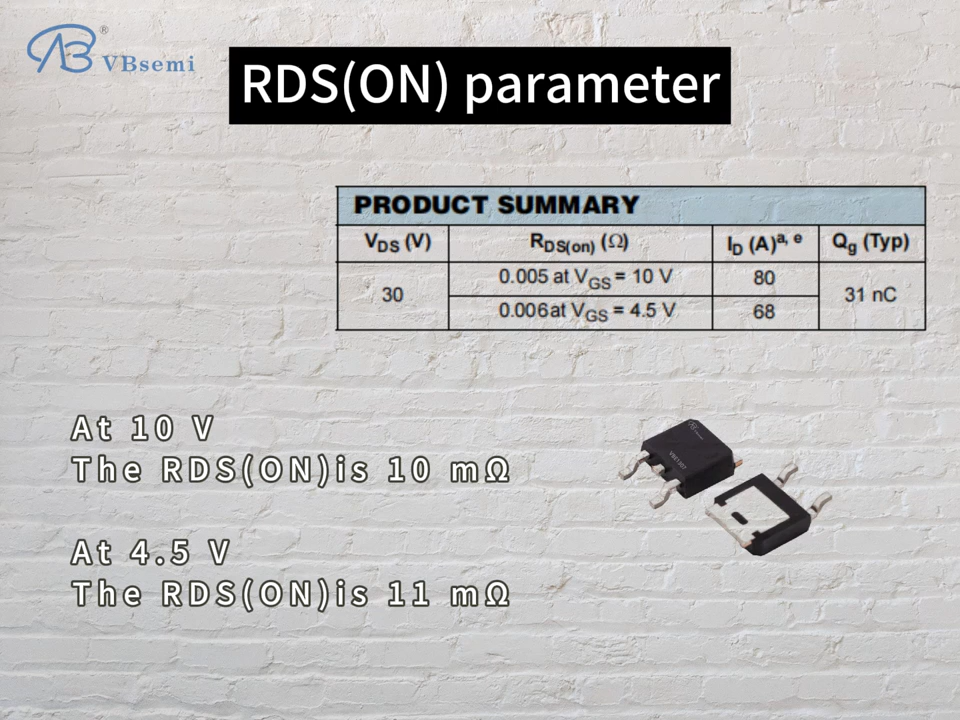 VBsemi
®
RDS(ON) parameter
PRODUCT SUMMARY
VDS (V) RDS(on) (Ω) ID (A)a, e Qg (Typ)
30 0.005 at VGS = 10 V 80 31 nC
0.006at VGS = 4.5 V 68
At 10 V
The RDS(ON)is 10 mΩ
At 4.5 V
The RDS(ON)is 11 mΩ
VBsemi